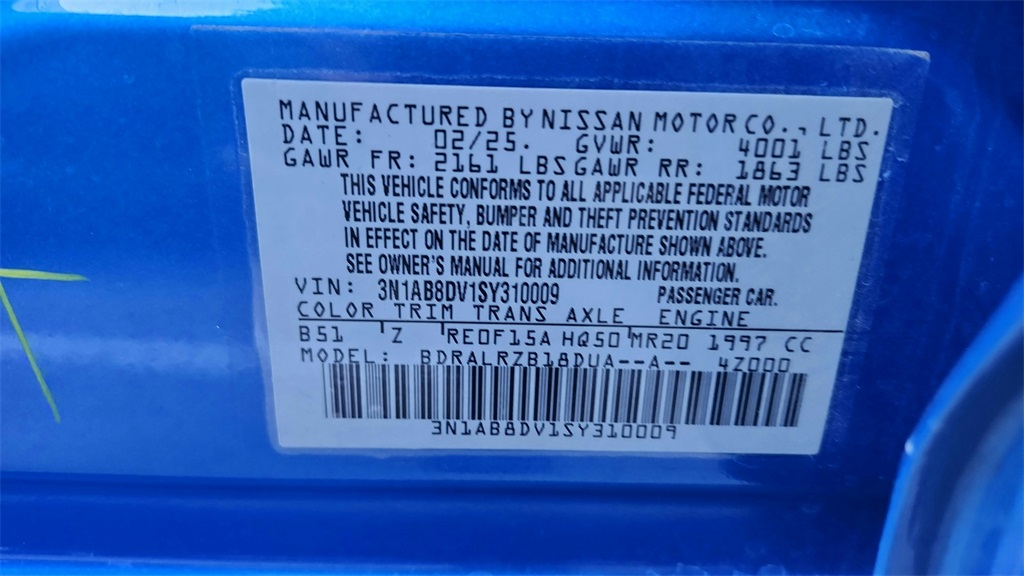 MANUFACTURED BY NISSAN MOTOR CO., LTD.
DATE: 02/25. GVWR: 4001 LBS
GAWR FR: 2161 LBS GAWR RR: 1863 LBS
THIS VEHICLE CONFORMS TO ALL APPLICABLE FEDERAL MOTOR
VEHICLE SAFETY, BUMPER AND THEFT PREVENTION STANDARDS
IN EFFECT ON THE DATE OF MANUFACTURE SHOWN ABOVE.
SEE OWNER'S MANUAL FOR ADDITIONAL INFORMATION.
VIN: 3N1AB8DV1SY310009 PASSENGER CAR.
COLOR TRIM TRANS AXLE ENGINE
B51 Z RE0F15A HQ50 MR20 1997 CC
MODEL: BDRALRZB18DUA--A-- 4Z000
3N1AB8DV1SY310009